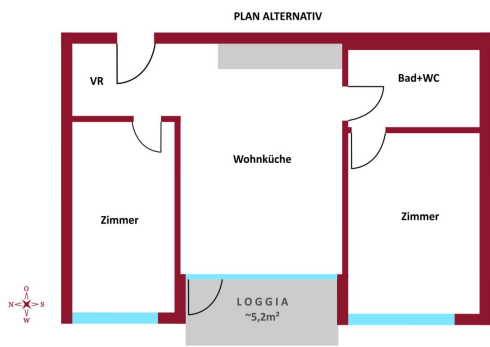 PLAN ALTERNATIV
VR
Bad+WC
Wohnküche
Zimmer
Zimmer
O
N S
W
LOGGIA
~5,2m²